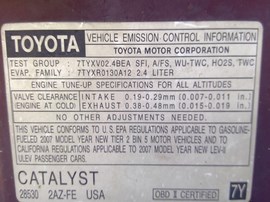 TOYOTA
VEHICLE EMISSION CONTROL INFORMATION
TOYOTA MOTOR CORPORATION
TEST GROUP : 7TYXV02.4BEA SFI, A/FS, WU-TWC, HO2S, TWC
EVAP. FAMILY : 7TYXR0130A12 2.4 LITER
ENGINE TUNE-UP SPECIFICATIONS FOR ALL ALTITUDES
VALVE CLEARANCE INTAKE 0.19-0.29mm (0.007-0.011 in.)
(ENGINE AT COLD) EXHAUST 0.38-0.48mm (0.015-0.019 in.)
NO OTHER ADJUSTMENTS NEEDED.
THIS VEHICLE CONFORMS TO U.S. EPA REGULATIONS APPLICABLE TO GASOLINE-
FUELED 2007 MODEL YEAR NEW TIER 2 BIN 5 MOTOR VEHICLES AND TO
REGULATIONS APPLICABLE TO 2007 MODEL YEAR NEW LEV-II
ULEV PASSENGER CARS.
CATALYST
28530 2AZ-FE USA
OBD II CERTIFIED
7Y